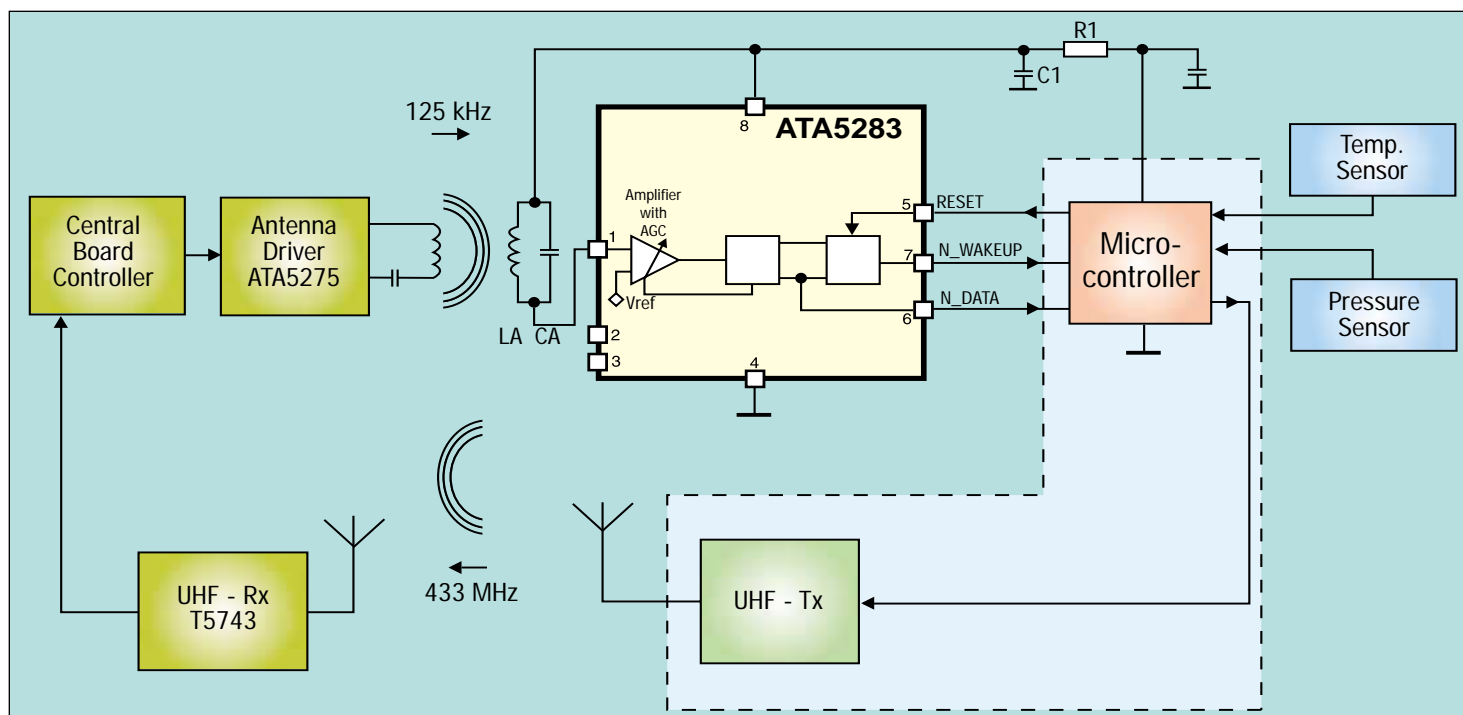 R1
C1
125 kHz
8
ATA5283
Temp.
Sensor
Amplifier
with
AGC
5
RESET
Central
Board
Controller
Antenna
Driver
ATA5275
1
Micro-
controller
7
N_WAKEUP
Vref
N_DATA
6
Pressure
Sensor
LA CA
2
3
4
433 MHz
UHF - Rx
T5743
UHF - Tx